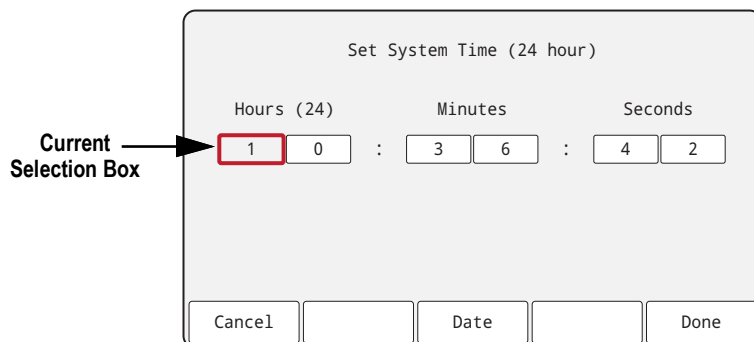 Set System Time (24 hour)
Hours (24) Minutes Seconds
Current
Selection Box
1 0 : 3 6 : 4 2
Cancel Date Done